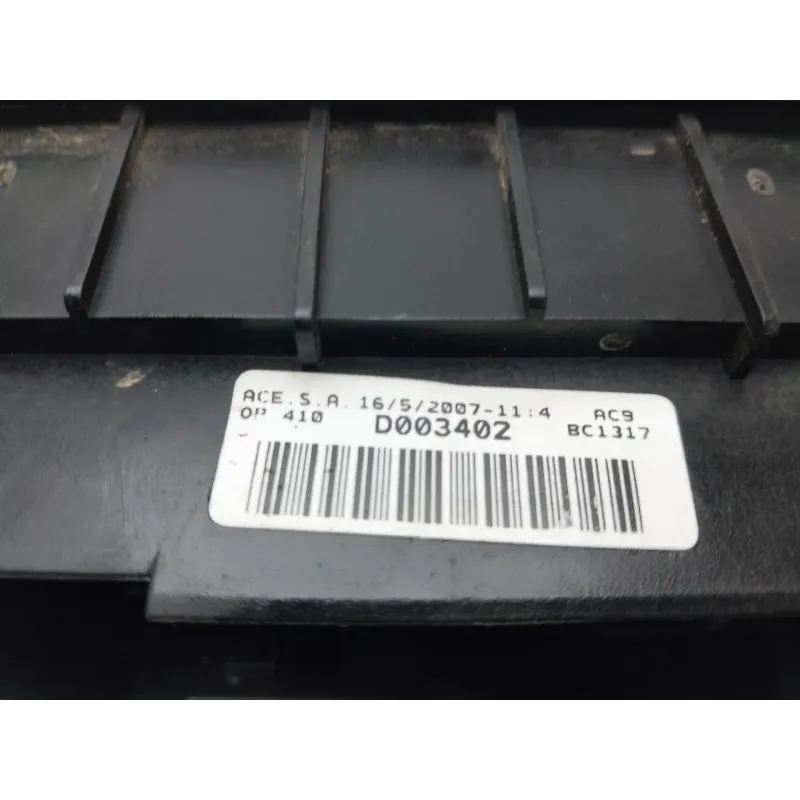 ACE.S.A. 16/5/2007-11:4 AC9
OP 410 D003402 BC1317